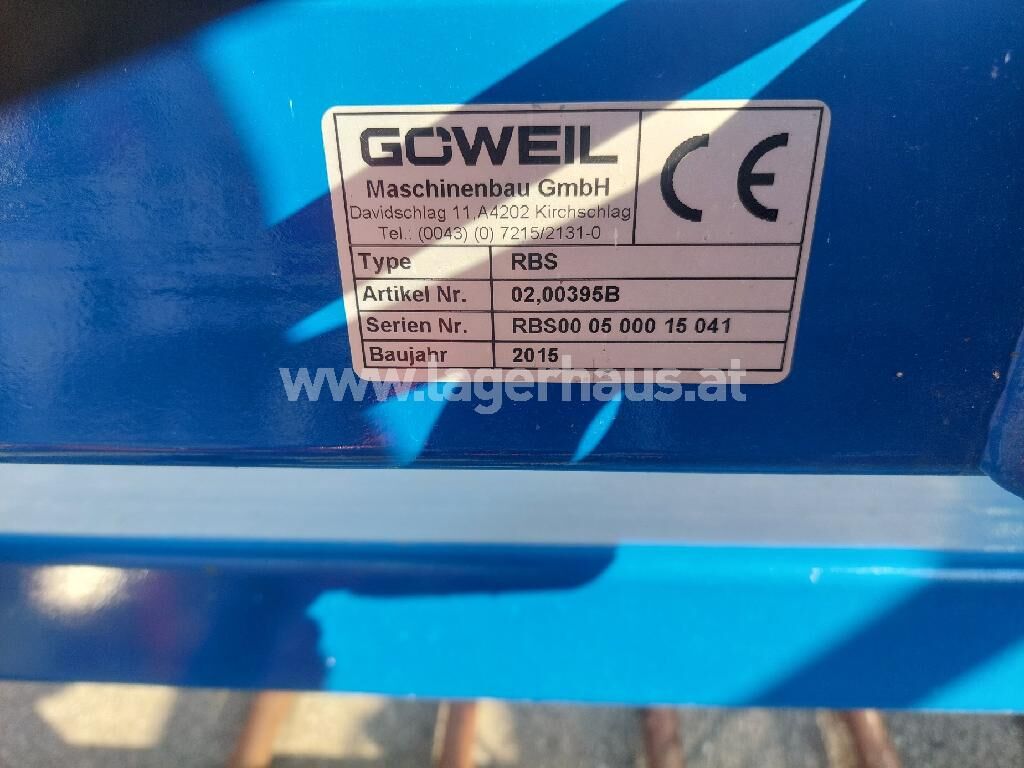 GÖWEIL
Maschinenbau GmbH
Davidschlag 11,A4202 Kirchschlag
Tel.: (0043) (0) 7215/2131-0
CE
Type RBS
Artikel Nr. 02,00395B
Serien Nr. RBS00 05 000 15 041
Baujahr 2015
www.lagerhaus.at